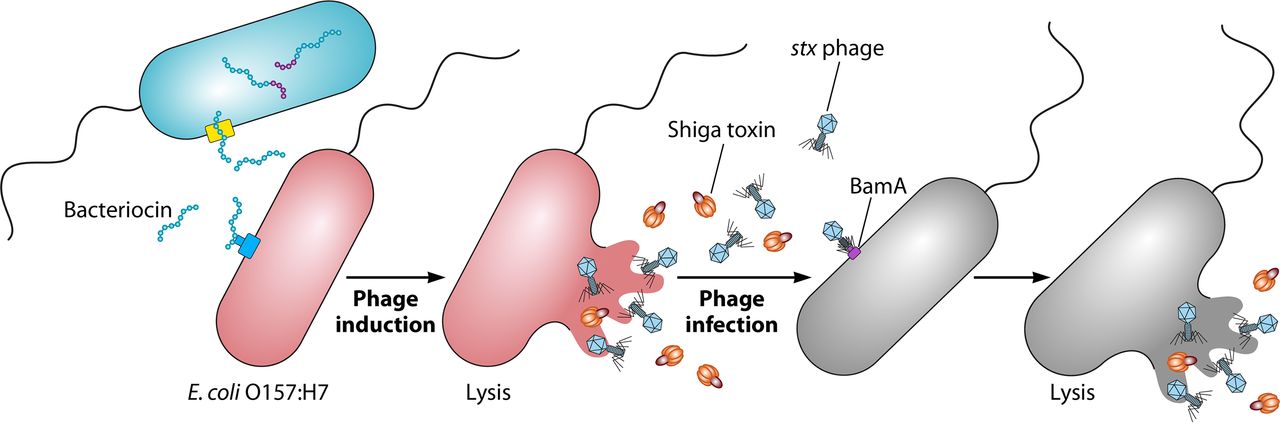 stx phage
Shiga toxin
BamA
Bacteriocin
Phage
induction
Phage
infection
E. coli O157:H7
Lysis
Lysis